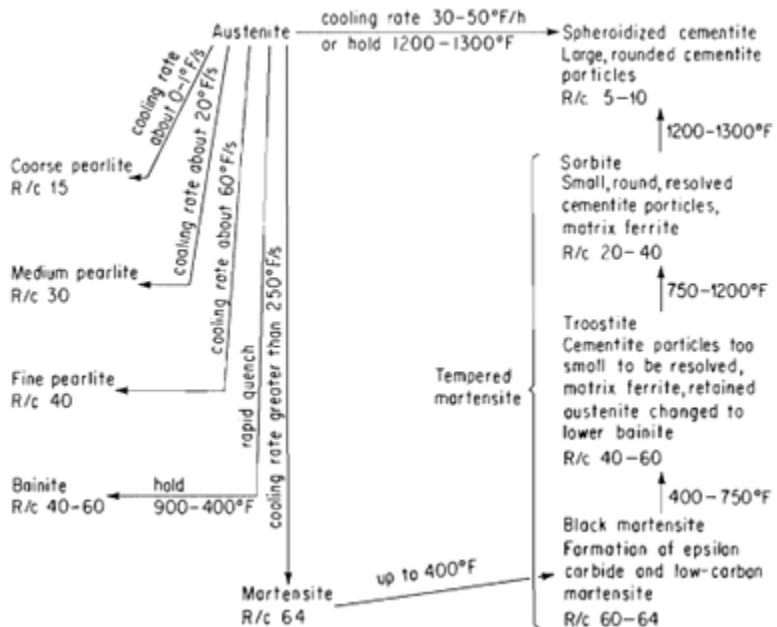 Austenite
cooling rate 30-50°F/h
or hold 1200-1300°F
Spheroidized cementite
Large, rounded cementite
particles
R/c 5-10
1200-1300°F
cooling rate
about 0-1°F/s
Coarse pearlite
R/c 15
cooling rate about 20°F/s
Medium pearlite
R/c 30
cooling rate about 60°F/s
Fine pearlite
R/c 40
rapid quench
Bainite
R/c 40-60
hold
900-400°F
cooling rate greater than 250°F/s
Martensite
R/c 64
up to 400°F
Tempered
martensite
Sorbite
Small, round, resolved
cementite particles,
matrix ferrite
R/c 20-40
750-1200°F
Troostite
Cementite particles too
small to be resolved,
matrix ferrite, retained
austenite changed to
lower bainite
R/c 40-60
400-750°F
Black martensite
Formation of epsilon
carbide and low-carbon
martensite
R/c 60-64